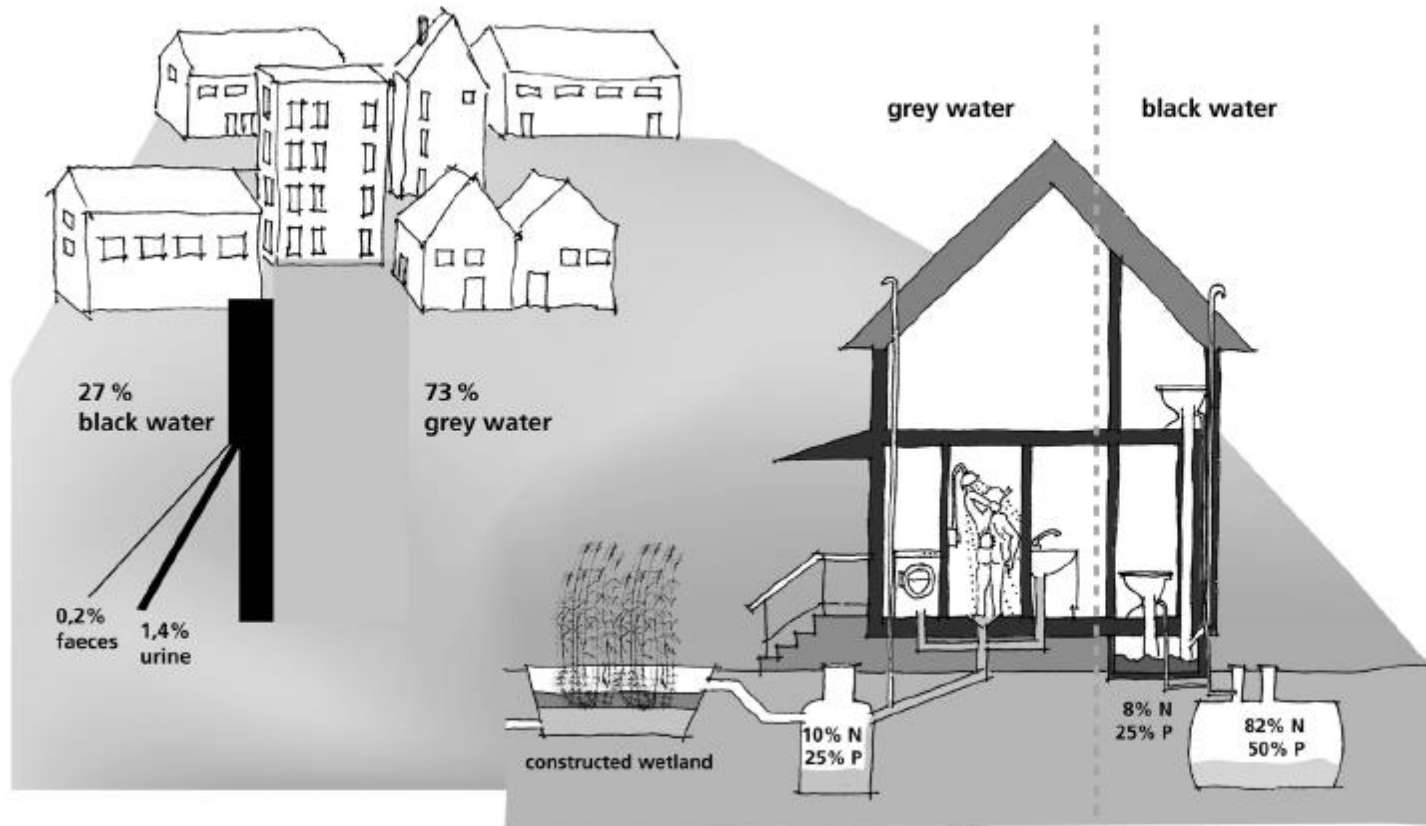 grey water
black water
27 %
black water
73 %
grey water
0,2%
faeces
1,4%
urine
constructed wetland
10% N
25% P
8% N
25% P
82% N
50% P